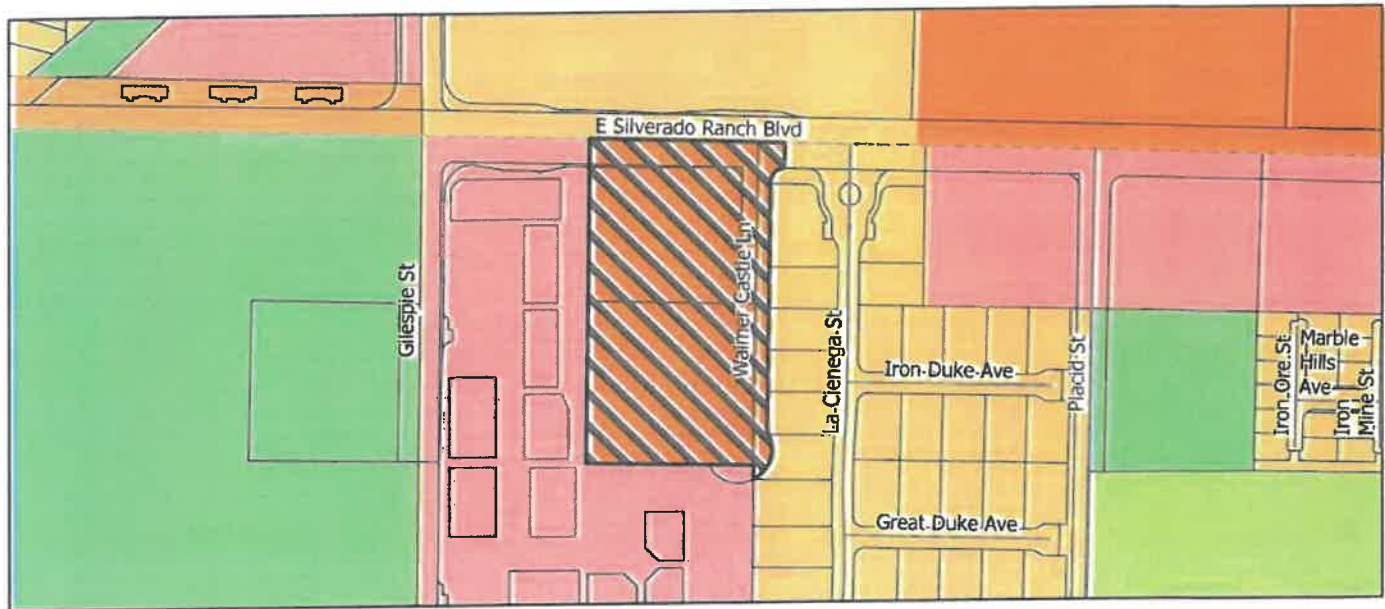 E Silverado Ranch Blvd
Gilespie St
Walmer Castle Ln
La Cienega St
Iron Duke Ave
Great Duke Ave
Placid St
Iron Ore St
Marble
Hills
Ave
Iron
Mine St